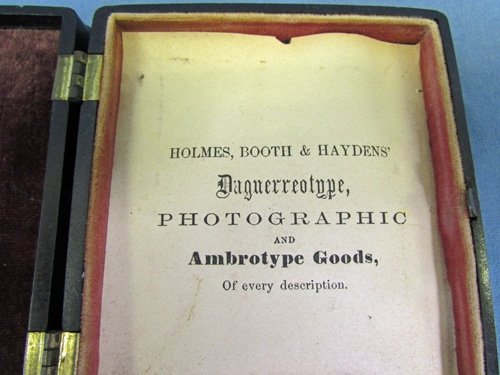 HOLMES, BOOTH & HAYDENS'
Daguerreotype,
PHOTOGRAPHIC
AND
Ambrotype Goods,
Of every description.